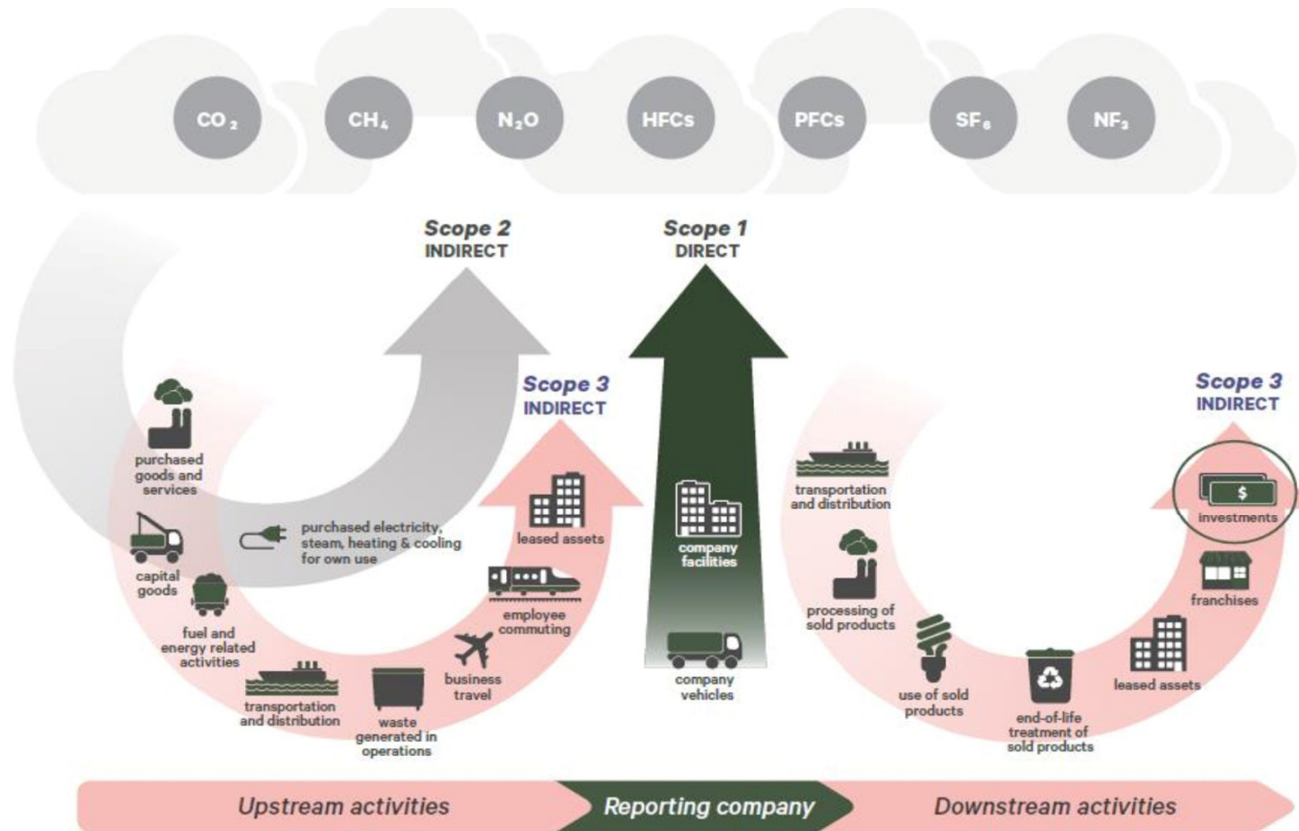 CO₂
CH₄
N₂O
HFCs
PFCs
SF₆
NF₃
Scope 2
INDIRECT
Scope 1
DIRECT
Scope 3
INDIRECT
Scope 3
INDIRECT
purchased
goods and
services
capital
goods
fuel and
energy related
activities
purchased electricity,
steam, heating & cooling
for own use
transportation
and distribution
waste
generated in
operations
business
travel
employee
commuting
leased assets
company
facilities
company
vehicles
transportation
and distribution
processing of
sold products
use of sold
products
end-of-life
treatment of
sold products
leased assets
franchises
$
investments
Upstream activities
Reporting company
Downstream activities